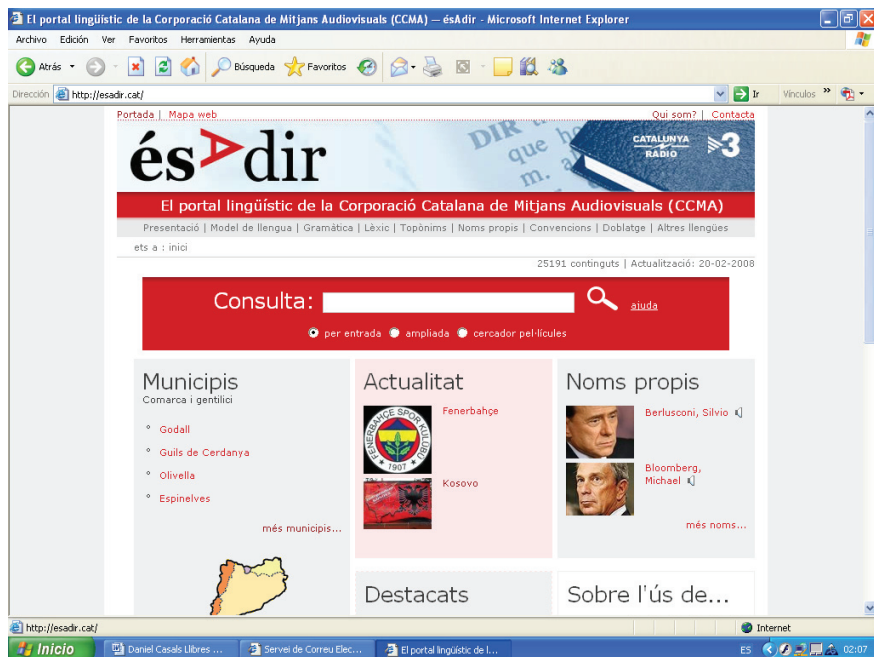 El portal lingüístic de la Corporació Catalana de Mitjans Audiovisuals (CCMA) — ésAdir - Microsoft Internet Explorer
Archivo Edición Ver Favoritos Herramientas Ayuda
Atrás Búsqueda Favoritos
Dirección http://esadir.cat/ Ir Vínculos »
Portada | Mapa web Qui som? | Contacta
ésAdir
DIR
que
m. a
CATALUNYA
RADIO
3
El portal lingüístic de la Corporació Catalana de Mitjans Audiovisuals (CCMA)
Presentació | Model de llengua | Gramàtica | Lèxic | Topònims | Noms propis | Convencions | Doblatge | Altres llengües
ets a : inici
25191 continguts | Actualització: 20-02-2008
Consulta: ajuda
per entrada ampliada cercador pel·lícules
Municipis
Comarca i gentilici
° Godall
° Guils de Cerdanya
° Olivella
° Espinelves
més municipis...
Actualitat
FENERBAHÇE SPOR KULÜBÜ
* 1907 *
Fenerbahçe
Kosovo
Noms propis
Berlusconi, Silvio
Bloomberg,
Michael
més noms...
Destacats
Sobre l'ús de...
http://esadir.cat/ Internet
Inicio Daniel Casals Llibres ... Servei de Correu Elec... El portal lingüístic de l... ES 02:07